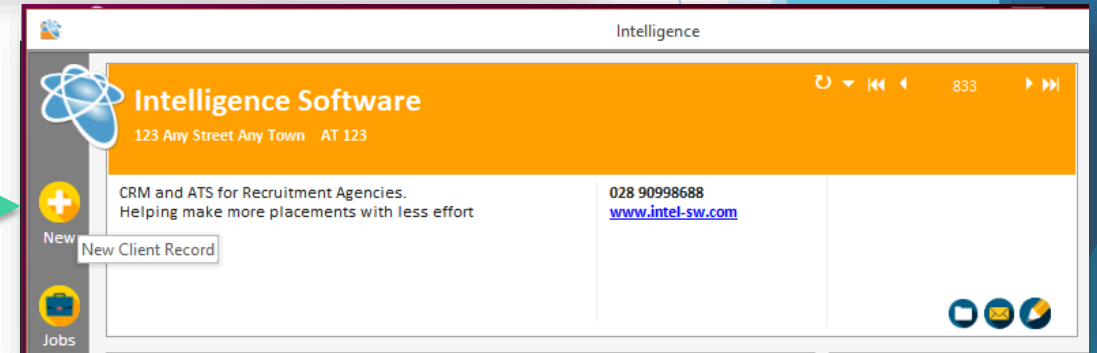 Intelligence
Intelligence Software
833
123 Any Street Any Town AT 123
CRM and ATS for Recruitment Agencies.
Helping make more placements with less effort
028 90998688
www.intel-sw.com
New
New Client Record
Jobs